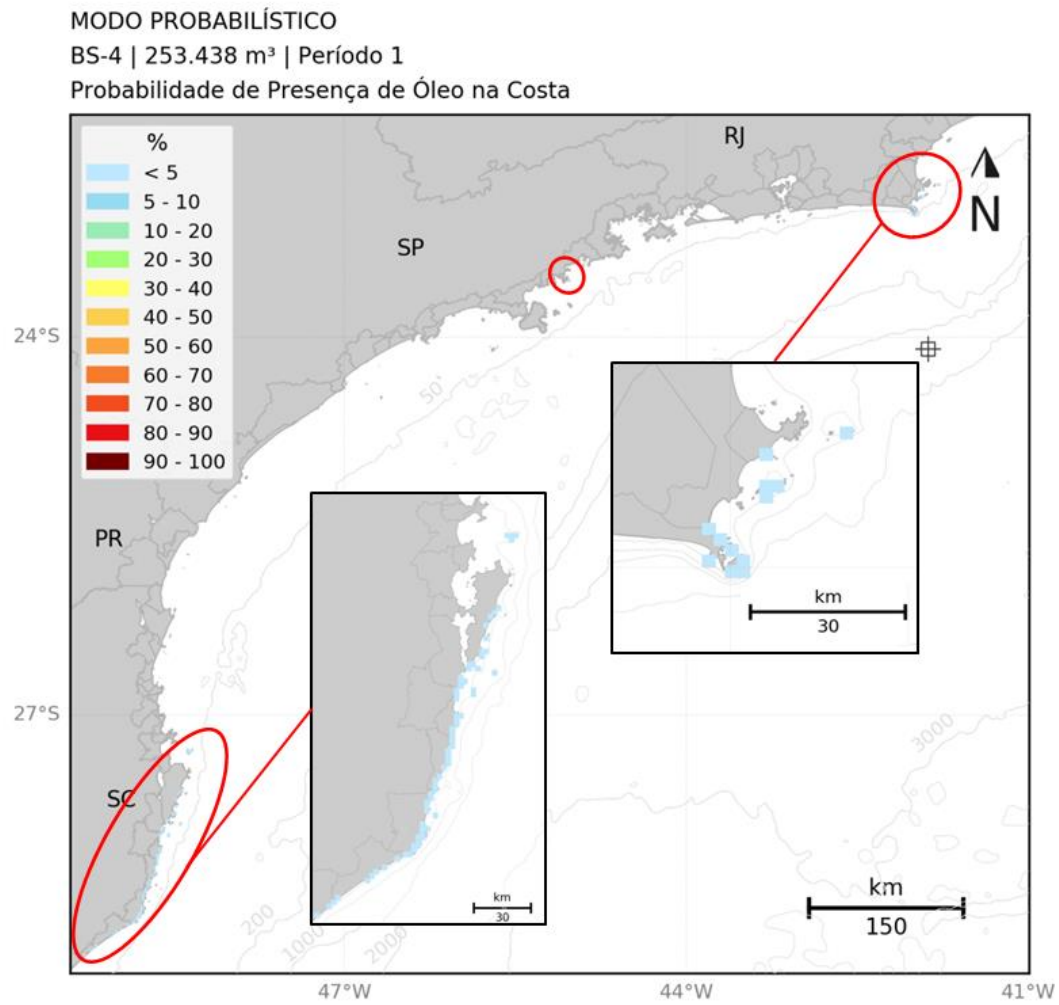 MODO PROBABILÍSTICO
BS-4 | 253.438 m³ | Período 1
Probabilidade de Presença de Óleo na Costa
%
< 5
5 - 10
10 - 20
20 - 30
30 - 40
40 - 50
50 - 60
60 - 70
70 - 80
80 - 90
90 - 100
RJ
N
SP
24°S
50
PR
km
30
27°S
3000
SC
km
30
km
150
200
1000
2000
47°W
44°W
41°W